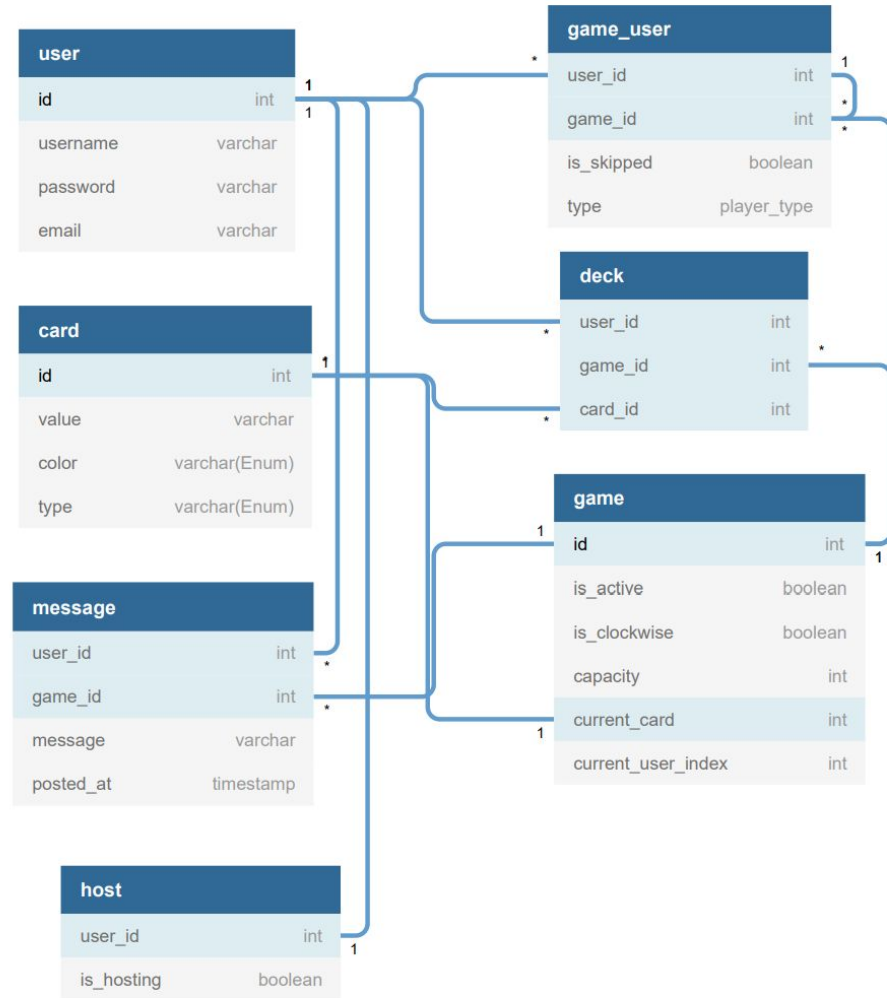 user
id int
username varchar
password varchar
email varchar
1
1
card
id int
value varchar
color varchar(Enum)
type varchar(Enum)
1
message
user_id int
game_id int
message varchar
posted_at timestamp
*
*
host
user_id int
is_hosting boolean
1
game_user
user_id int
game_id int
is_skipped boolean
type player_type
*
1
*
*
deck
user_id int
game_id int
card_id int
*
*
*
game
id int
is_active boolean
is_clockwise boolean
capacity int
current_card int
current_user_index int
1
1
1